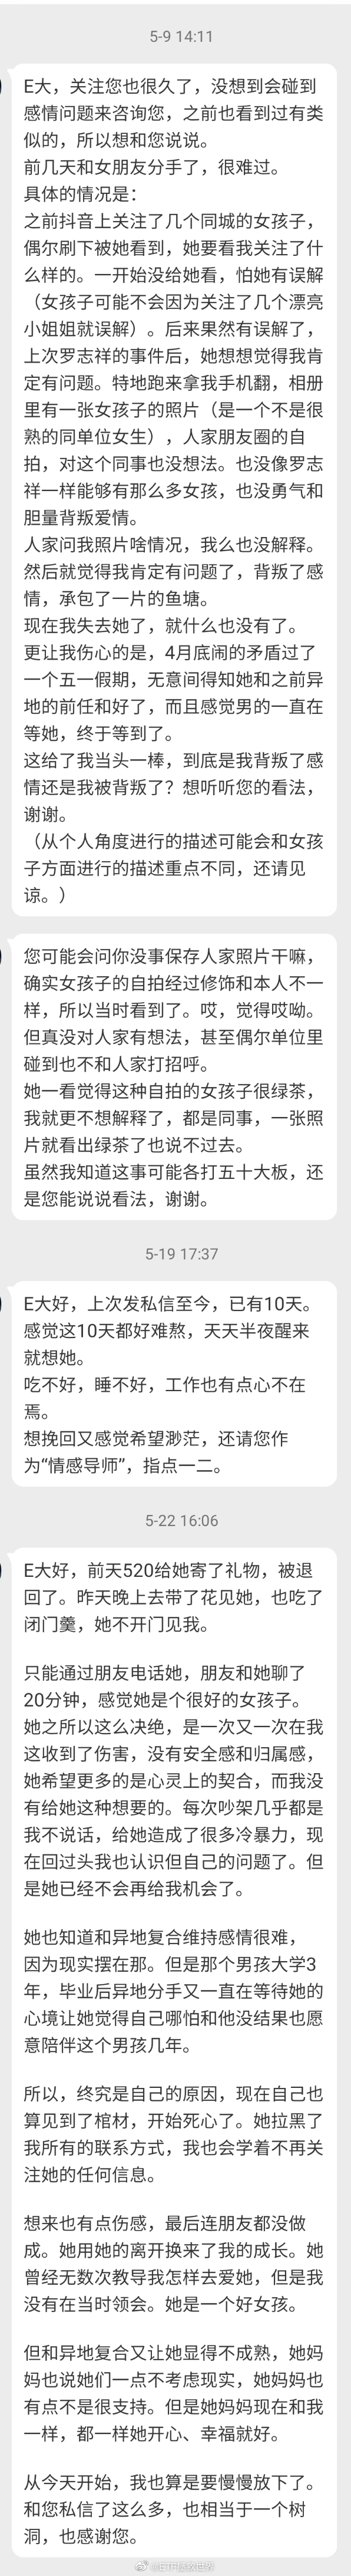 5-9 14:11
E大，关注您也很久了，没想到会碰到
感情问题来咨询您，之前也看到过有类
似的，所以想和您说说。
前几天和女朋友分手了，很难过。
具体的情况是：
之前抖音上关注了几个同城的女孩子，
偶尔刷下被她看到，她要看我关注了什
么样的。一开始没给她看，怕她有误解
（女孩子可能不会因为关注了几个漂亮
小姐姐就误解）。后来果然有误解了，
上次罗志祥的事件后，她想想觉得我肯
定有问题。特地跑来拿我手机翻，相册
里有一张女孩子的照片（是一个不是很
熟的同单位女生），人家朋友圈的自
拍，对这个同事也没想法。也没像罗志
祥一样能够有那么多女孩，也没勇气和
胆量背叛爱情。
人家问我照片啥情况，我么也没解释。
然后就觉得我肯定有问题了，背叛了感
情，承包了一片的鱼塘。
现在我失去她了，就什么也没有了。
更让我伤心的是，4月底闹的矛盾过了
一个五一假期，无意间得知她和之前异
地的前任和好了，而且感觉男的一直在
等她，终于等到了。
这给了我当头一棒，到底是我背叛了感
情还是我被背叛了？想听听您的看法，
谢谢。
（从个人角度进行的描述可能会和女孩
子方面进行的描述重点不同，还请见
谅。）
您可能会问你没事保存人家照片干嘛，
确实女孩子的自拍经过修饰和本人不一
样，所以当时看到了。哎，觉得哎呦。
但真没对人家有想法，甚至偶尔单位里
碰到也不和人家打招呼。
她一看觉得这种自拍的女孩子很绿茶，
我就更不想解释了，都是同事，一张照
片就看出绿茶了也说不过去。
虽然我知道这事可能各打五十大板，还
是您能说说看法，谢谢。
5-19 17:37
E大好，上次发私信至今，已有10天。
感觉这10天都好难熬，天天半夜醒来
就想她。
吃不好，睡不好，工作也有点心不在
焉。
想挽回又感觉希望渺茫，还请您作
为“情感导师”，指点一二。
5-22 16:06
E大好，前天520给她寄了礼物，被退
回了。昨天晚上去带了花见她，也吃了
闭门羹，她不开门见我。
只能通过朋友电话她，朋友和她聊了
20分钟，感觉她是个很好的女孩子。
她之所以这么决绝，是一次又一次在我
这收到了伤害，没有安全感和归属感，
她希望更多的是心灵上的契合，而我没
有给她这种想要的。每次吵架几乎都是
我不说话，给她造成了很多冷暴力，现
在回过头我也认识但自己的问题了。但
是她已经不会再给我机会了。
她也知道和异地复合维持感情很难，
因为现实摆在那。但是那个男孩大学3
年，毕业后异地分手又一直在等待她的
心境让她觉得自己哪怕和他没结果也愿
意陪伴这个男孩几年。
所以，终究是自己的原因，现在自己也
算见到了棺材，开始死心了。她拉黑了
我所有的联系方式，我也会学着不再关
注她的任何信息。
想来也有点伤感，最后连朋友都没做
成。她用她的离开换来了我的成长。她
曾经无数次教导我怎样去爱她，但是我
没有在当时领会。她是一个好女孩。
但和异地复合又让她显得不成熟，她妈
妈也说她们一点不考虑现实，她妈妈也
有点不是很支持。但是她妈妈现在和我
一样，都一样她开心、幸福就好。
从今天开始，我也算是要慢慢放下了。
和您私信了这么多，也相当于一个树
洞，也感谢您。
@ETF拯救世界